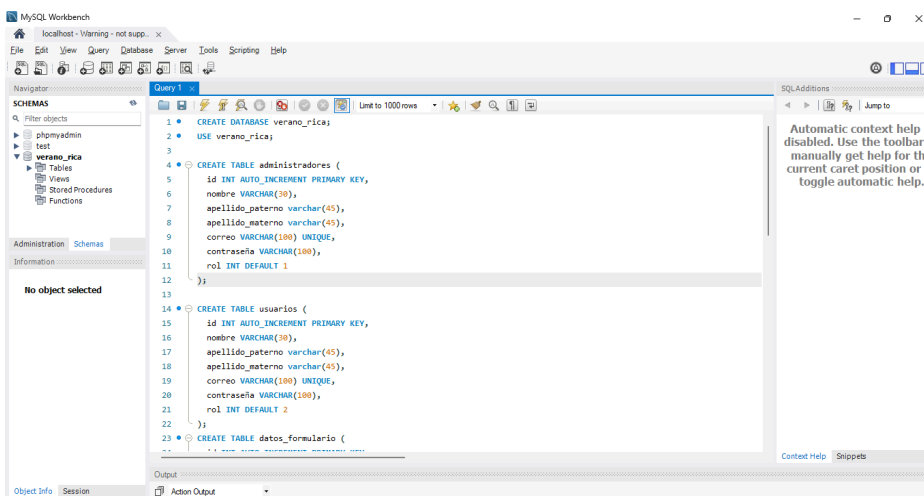 MySQL Workbench
localhost - Warning - not supp..
File Edit View Query Database Server Tools Scripting Help
Navigator
SCHEMAS
Filter objects
phpmyadmin
test
verano_rica
Tables
Views
Stored Procedures
Functions
Administration Schemas
Information
No object selected
Object Info Session
Query 1
Limit to 1000 rows
1 CREATE DATABASE verano_rica;
2 USE verano_rica;
3
4 CREATE TABLE administradores (
5 id INT AUTO_INCREMENT PRIMARY KEY,
6 nombre VARCHAR(30),
7 apellido_paterno varchar(45),
8 apellido_materno varchar(45),
9 correo VARCHAR(100) UNIQUE,
10 contraseña VARCHAR(100),
11 rol INT DEFAULT 1
12 );
13
14 CREATE TABLE usuarios (
15 id INT AUTO_INCREMENT PRIMARY KEY,
16 nombre VARCHAR(30),
17 apellido_paterno varchar(45),
18 apellido_materno varchar(45),
19 correo VARCHAR(100) UNIQUE,
20 contraseña VARCHAR(100),
21 rol INT DEFAULT 2
22 );
23 CREATE TABLE datos_formulario (
Output
Action Output
SQLAdditions
Jump to
Automatic context help
disabled. Use the toolbar
manually get help for th
current caret position or
toggle automatic help.
Context Help Snippets